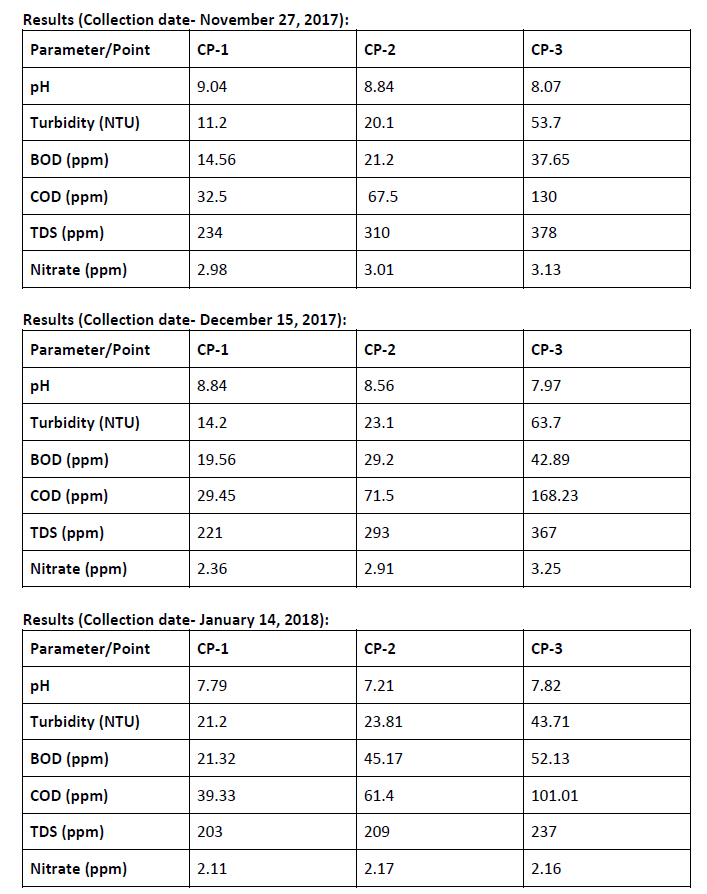 Results (Collection date- November 27, 2017):
Parameter/Point CP-1 CP-2 CP-3
pH 9.04 8.84 8.07
Turbidity (NTU) 11.2 20.1 53.7
BOD (ppm) 14.56 21.2 37.65
COD (ppm) 32.5 67.5 130
TDS (ppm) 234 310 378
Nitrate (ppm) 2.98 3.01 3.13
Results (Collection date- December 15, 2017):
Parameter/Point CP-1 CP-2 CP-3
pH 8.84 8.56 7.97
Turbidity (NTU) 14.2 23.1 63.7
BOD (ppm) 19.56 29.2 42.89
COD (ppm) 29.45 71.5 168.23
TDS (ppm) 221 293 367
Nitrate (ppm) 2.36 2.91 3.25
Results (Collection date- January 14, 2018):
Parameter/Point CP-1 CP-2 CP-3
pH 7.79 7.21 7.82
Turbidity (NTU) 21.2 23.81 43.71
BOD (ppm) 21.32 45.17 52.13
COD (ppm) 39.33 61.4 101.01
TDS (ppm) 203 209 237
Nitrate (ppm) 2.11 2.17 2.16